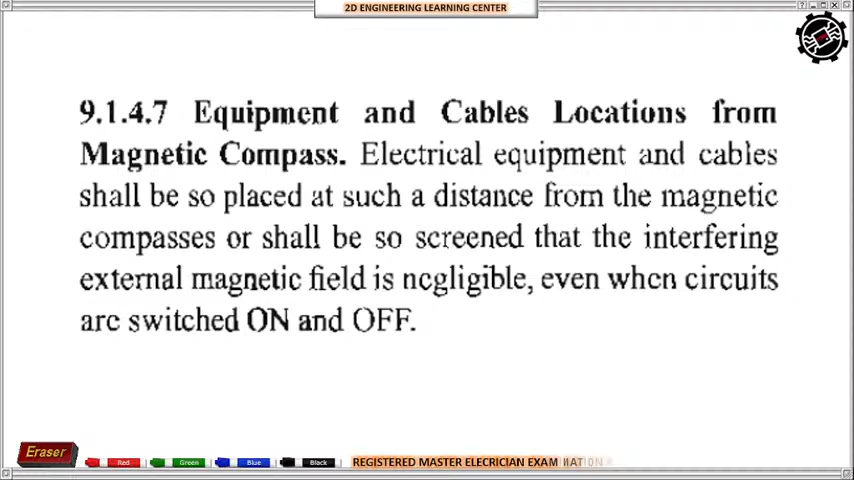 2D ENGINEERING LEARNING CENTER
9.1.4.7 Equipment and Cables Locations from
Magnetic Compass. Electrical equipment and cables
shall be so placed at such a distance from the magnetic
compasses or shall be so screened that the interfering
external magnetic field is negligible, even when circuits
are switched ON and OFF.
Eraser
Red
Green
Blue
Black
REGISTERED MASTER ELECRICIAN EXAM